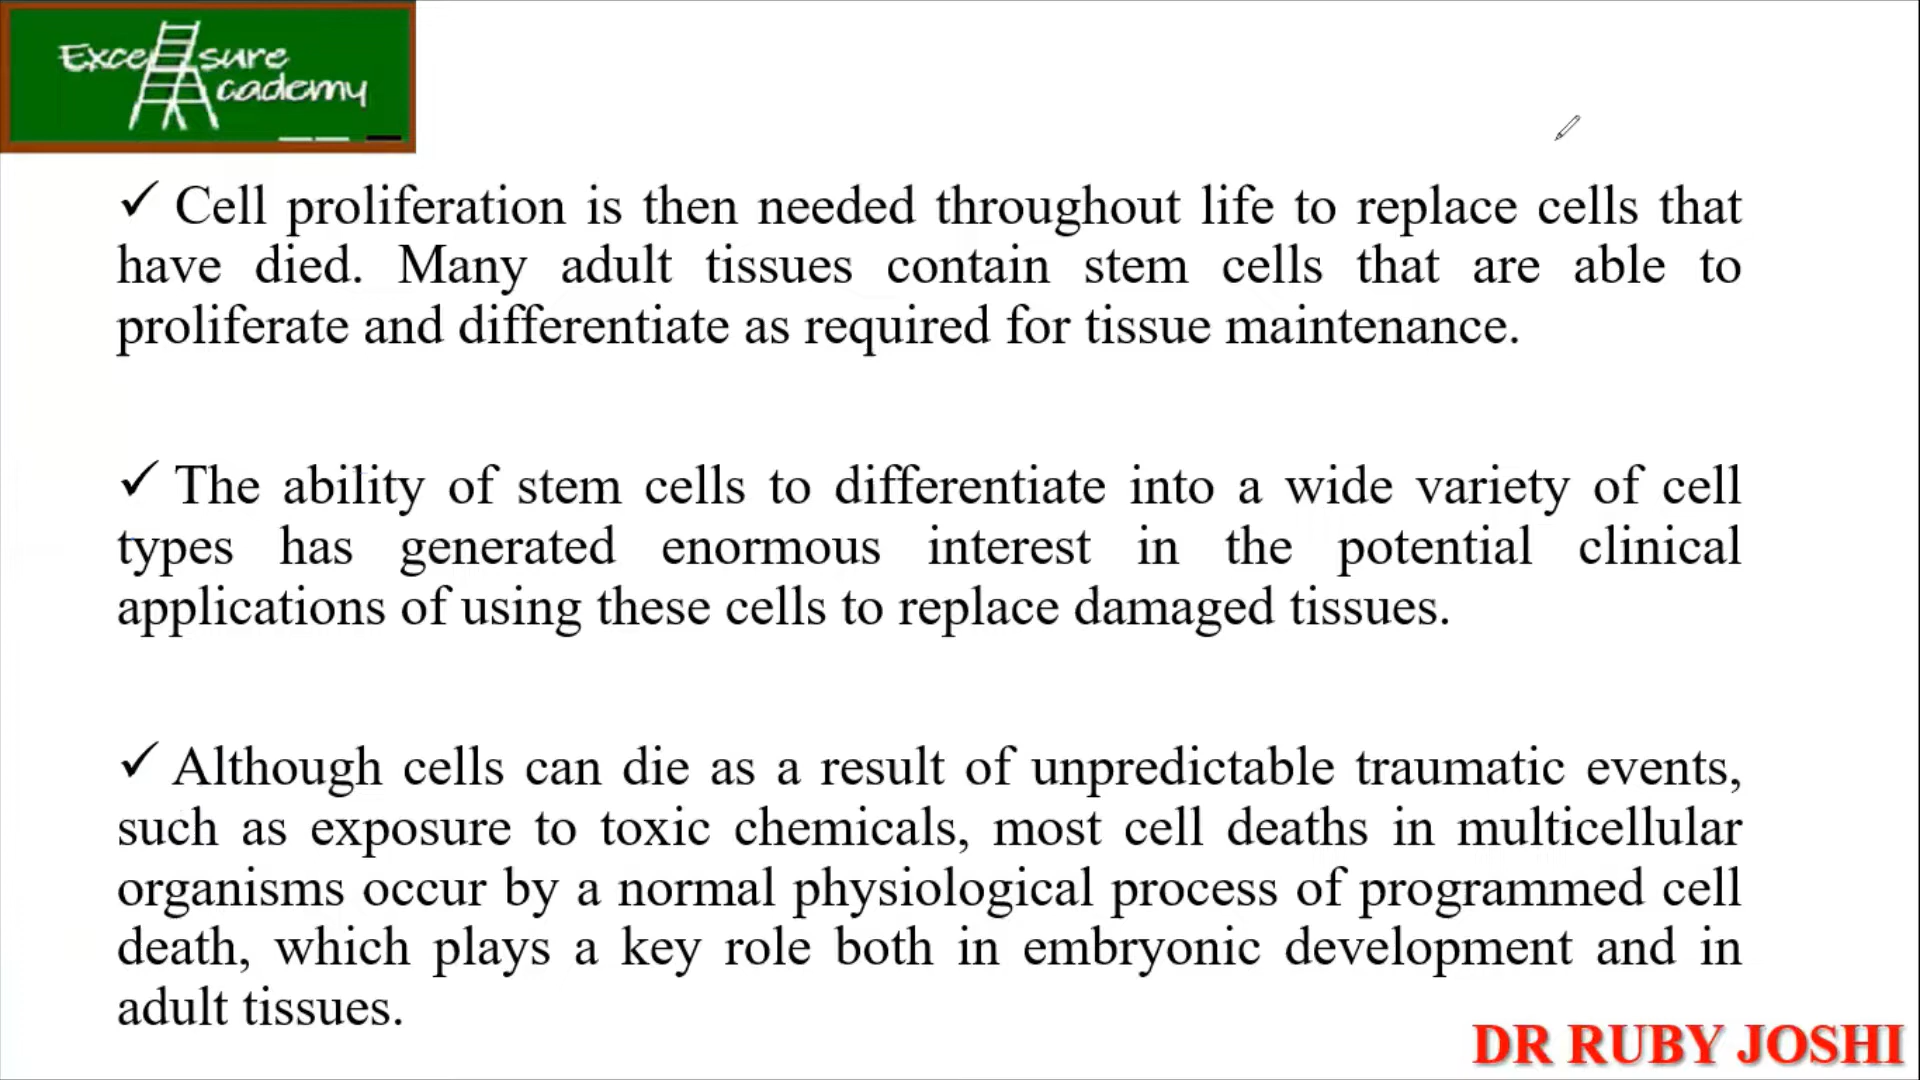 Excelsure
Academy
✓ Cell proliferation is then needed throughout life to replace cells that
have died. Many adult tissues contain stem cells that are able to
proliferate and differentiate as required for tissue maintenance.
✓ The ability of stem cells to differentiate into a wide variety of cell
types has generated enormous interest in the potential clinical
applications of using these cells to replace damaged tissues.
✓ Although cells can die as a result of unpredictable traumatic events,
such as exposure to toxic chemicals, most cell deaths in multicellular
organisms occur by a normal physiological process of programmed cell
death, which plays a key role both in embryonic development and in
adult tissues.
DR RUBY JOSHI